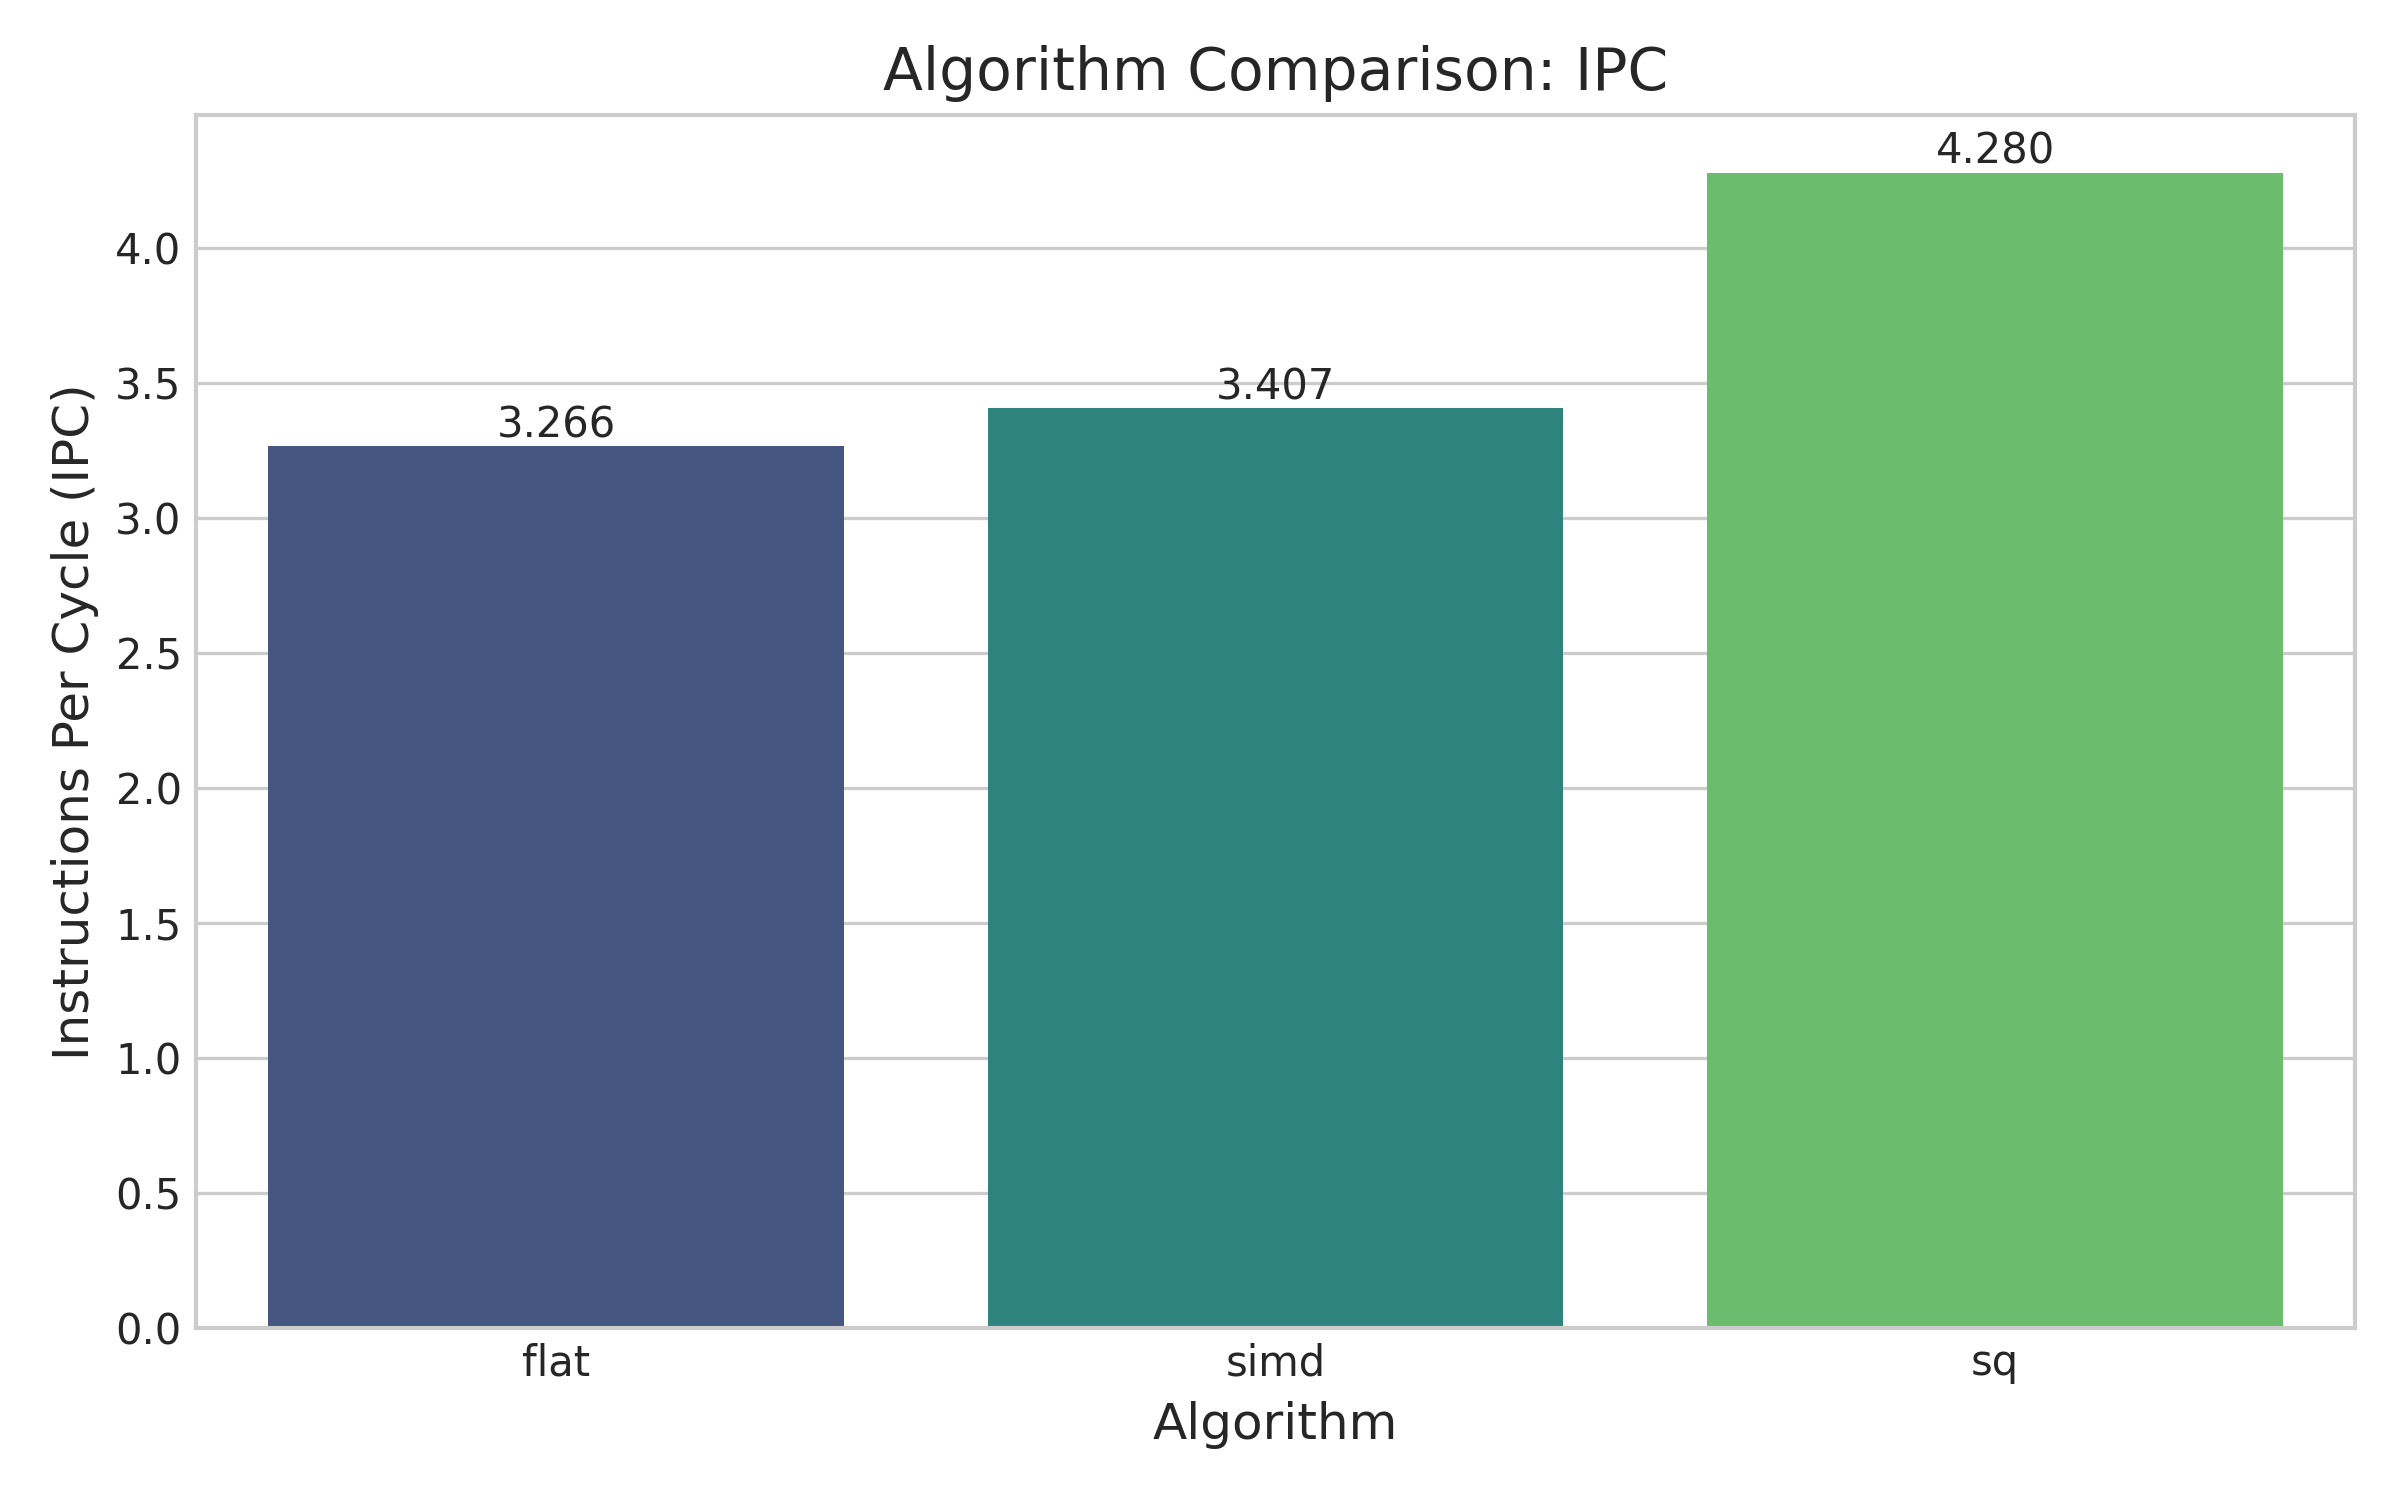 Algorithm Comparison: IPC
4.280
4.0
3.5
3.407
3.266
3.0
2.5
2.0
1.5
1.0
0.5
0.0
Instructions Per Cycle (IPC)
flat
simd
sq
Algorithm